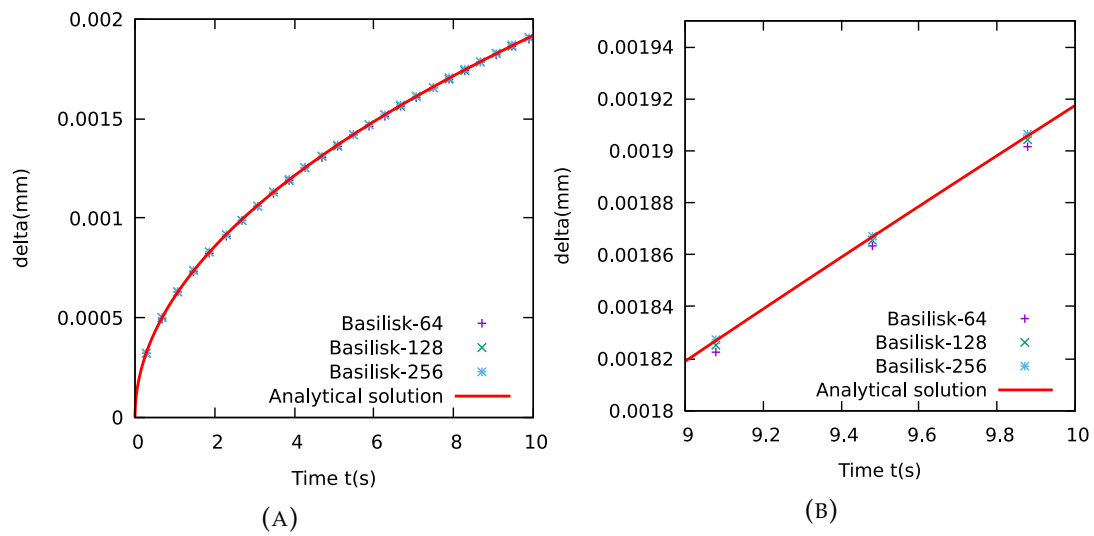 0.002
0.0015
0.001
0.0005
0
delta(mm)
Basilisk-64
Basilisk-128
Basilisk-256
Analytical solution
0 2 4 6 8 10
Time t(s)
(A)
0.00194
0.00192
0.0019
0.00188
0.00186
0.00184
0.00182
0.0018
delta(mm)
Basilisk-64
Basilisk-128
Basilisk-256
Analytical solution
9 9.2 9.4 9.6 9.8 10
Time t(s)
(B)